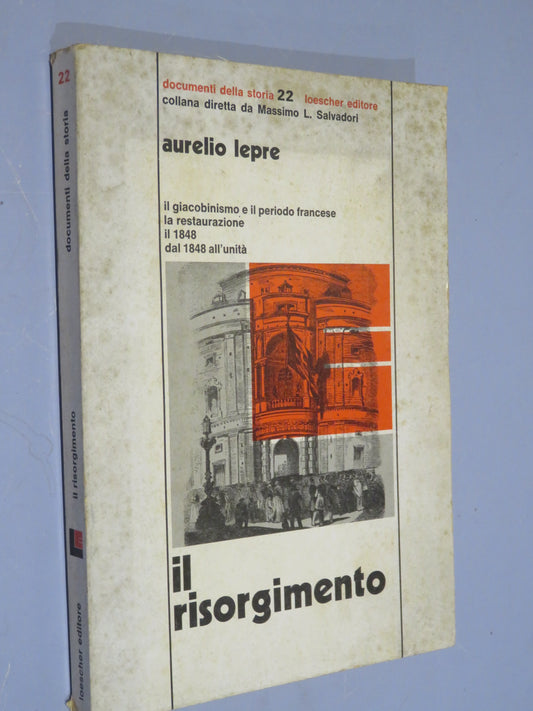 documenti della storia 22 loescher editore
collana diretta da Massimo L. Salvadori
aurelio lepre
il giacobinismo e il periodo francese
la restaurazione
il 1848
dal 1848 all'unità
il
risorgimento
22
documenti della storia
il risorgimento
loescher editore